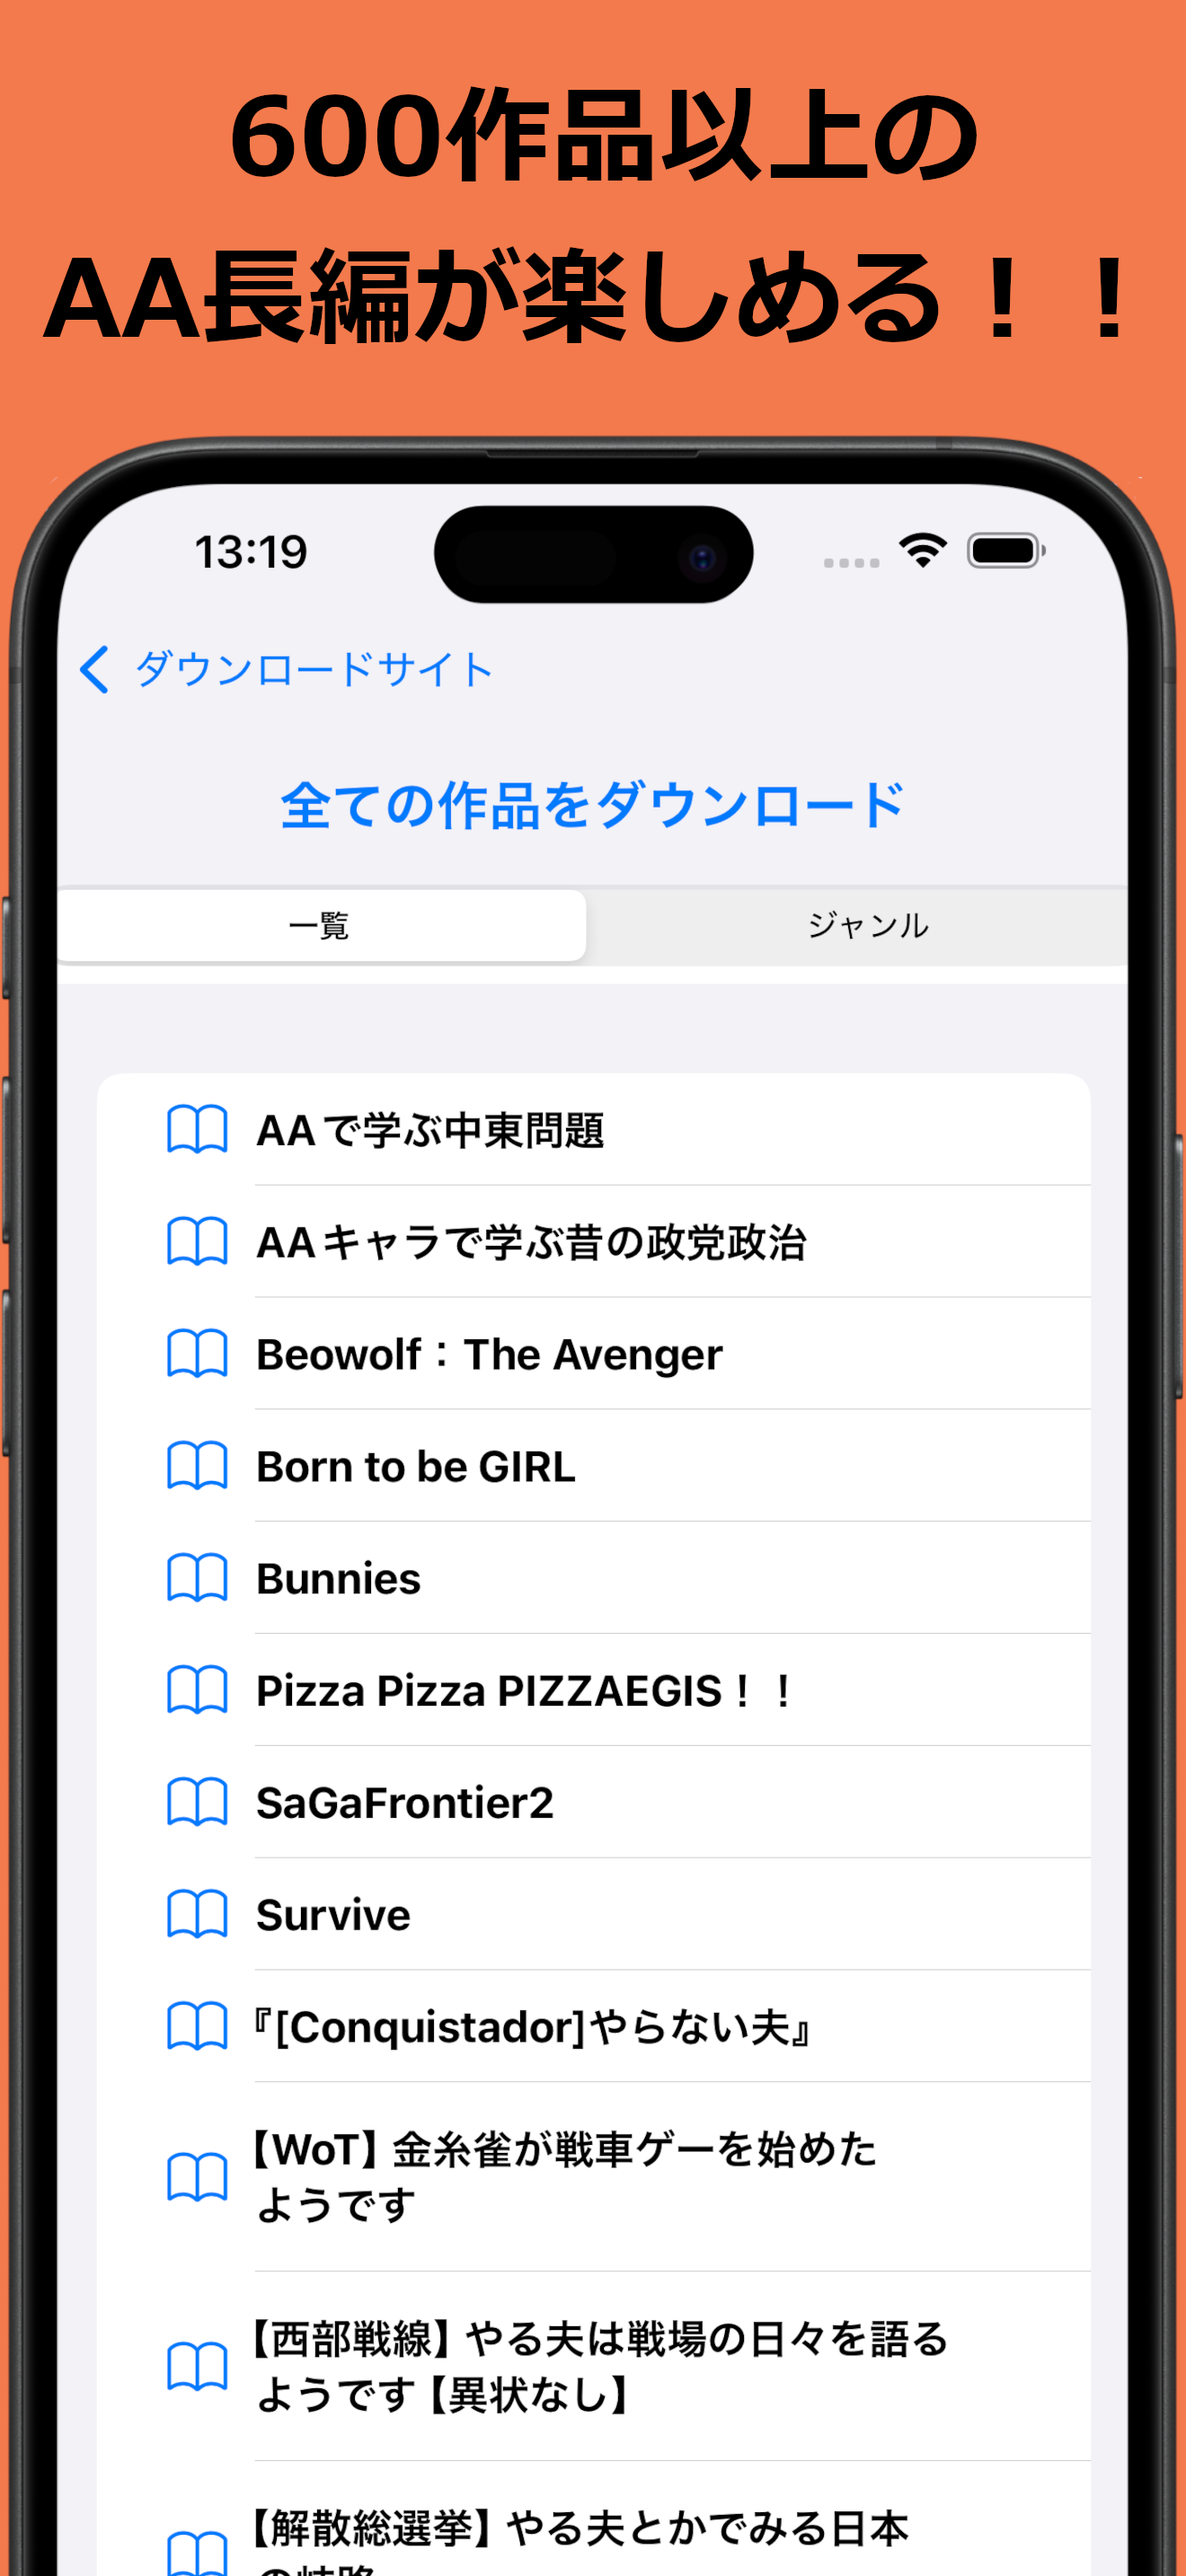 600作品以上の
AA長編が楽しめる！！
13:19
ダウンロードサイト
全ての作品をダウンロード
一覧
ジャンル
AAで学ぶ中東問題
AAキャラで学ぶ昔の政党政治
Beowolf：The Avenger
Born to be GIRL
Bunnies
Pizza Pizza PIZZAEGIS！！
SaGaFrontier2
Survive
『[Conquistador]やらない夫』
【WoT】金糸雀が戦車ゲーを始めた
ようです
【西部戦線】やる夫は戦場の日々を語る
ようです【異状なし】
【解散総選挙】やる夫とかでみる日本